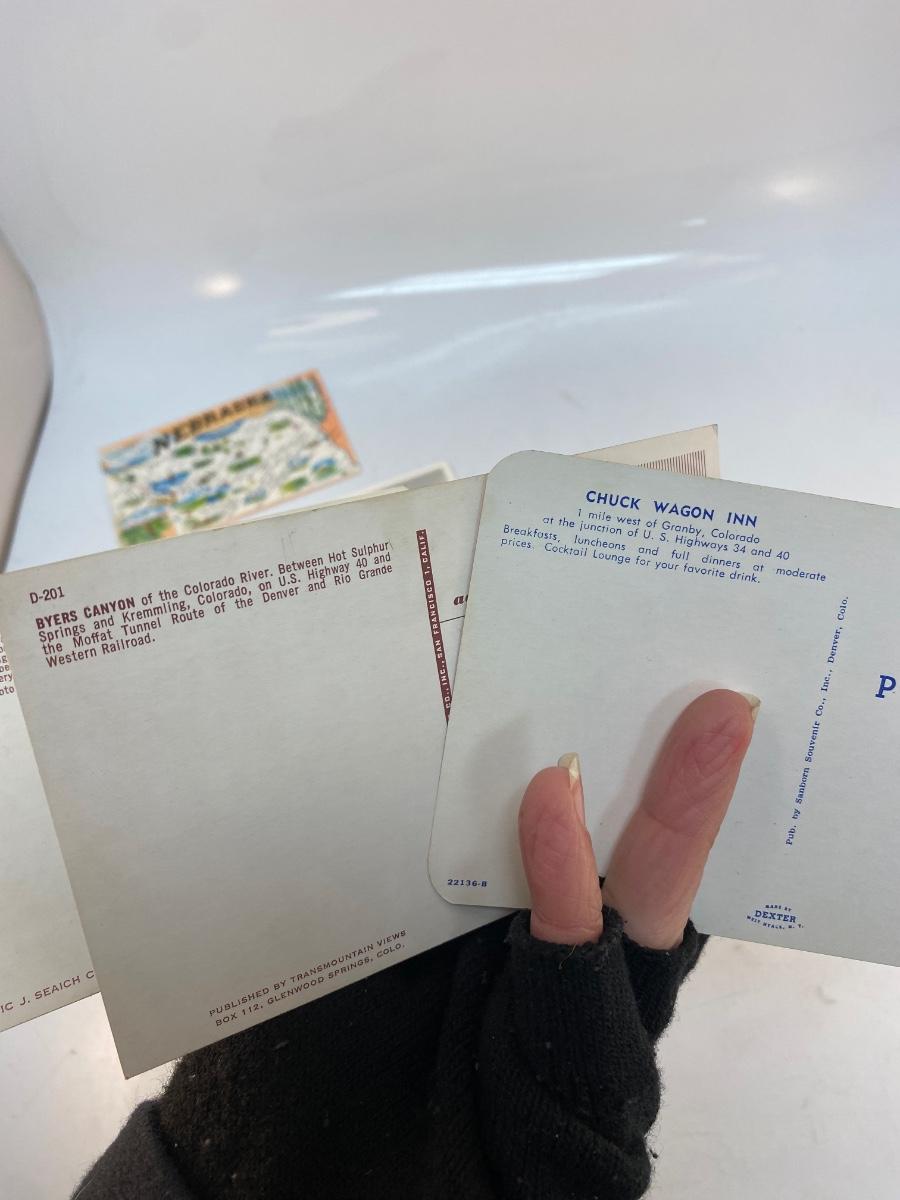 NEBRASKA
D-201
BYERS CANYON of the Colorado River. Between Hot Sulphur
Springs and Kremmling, Colorado, on U.S. Highway 40 and
the Moffat Tunnel Route of the Denver and Rio Grande
Western Railroad.
CO., INC., SAN FRANCISCO 1, CALIF.
PUBLISHED BY TRANSMOUNTAIN VIEWS
BOX 112, GLENWOOD SPRINGS, COLO.
IC J. SEAICH C
CHUCK WAGON INN
1 mile west of Granby, Colorado
at the junction of U. S. Highways 34 and 40
Breakfasts, luncheons and full dinners at moderate
prices. Cocktail Lounge for your favorite drink.
Pub. by Sanborn Souvenir Co., Inc., Denver, Colo.
P
22136-B
MADE BY
DEXTER
WEST NYACK, N. Y.